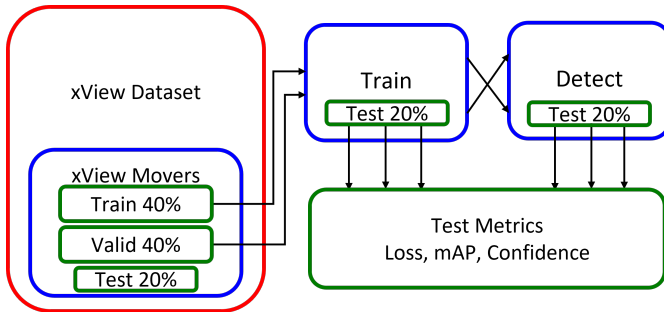 xView Dataset
xView Movers
Train 40%
Valid 40%
Test 20%
Train
Test 20%
Detect
Test 20%
Test Metrics
Loss, mAP, Confidence